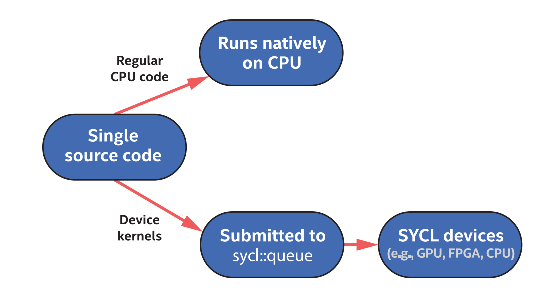 Runs natively
on CPU
Regular
CPU code
Single
source code
Device
kernels
Submitted to
sycl::queue
SYCL devices
(e.g., GPU, FPGA, CPU)